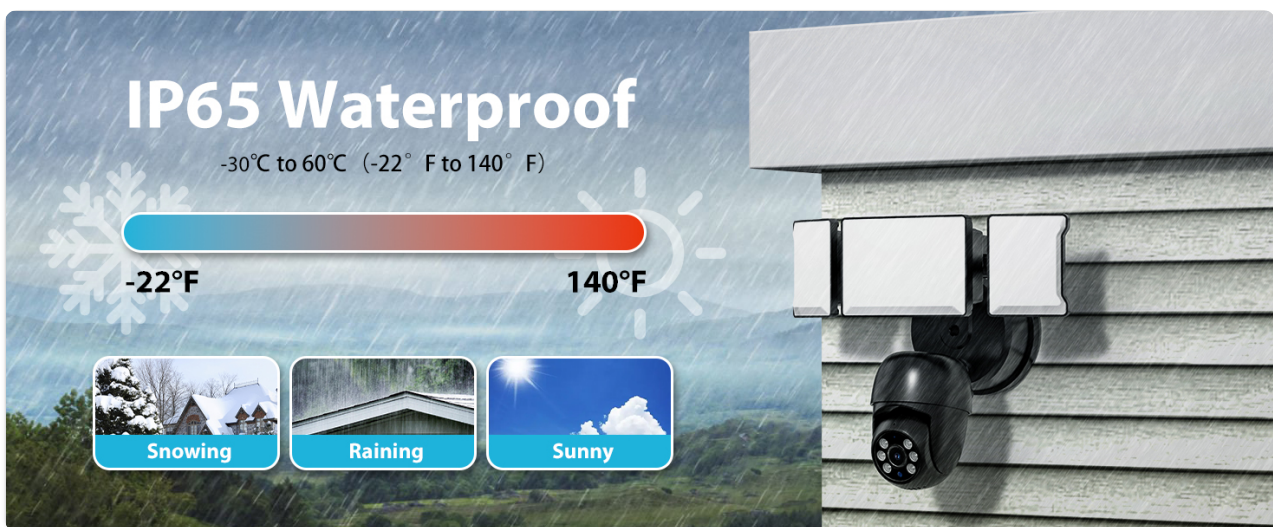 IP65 Waterproof
-30℃ to 60℃（-22°F to 140°F）
-22°F
140°F
Snowing
Raining
Sunny